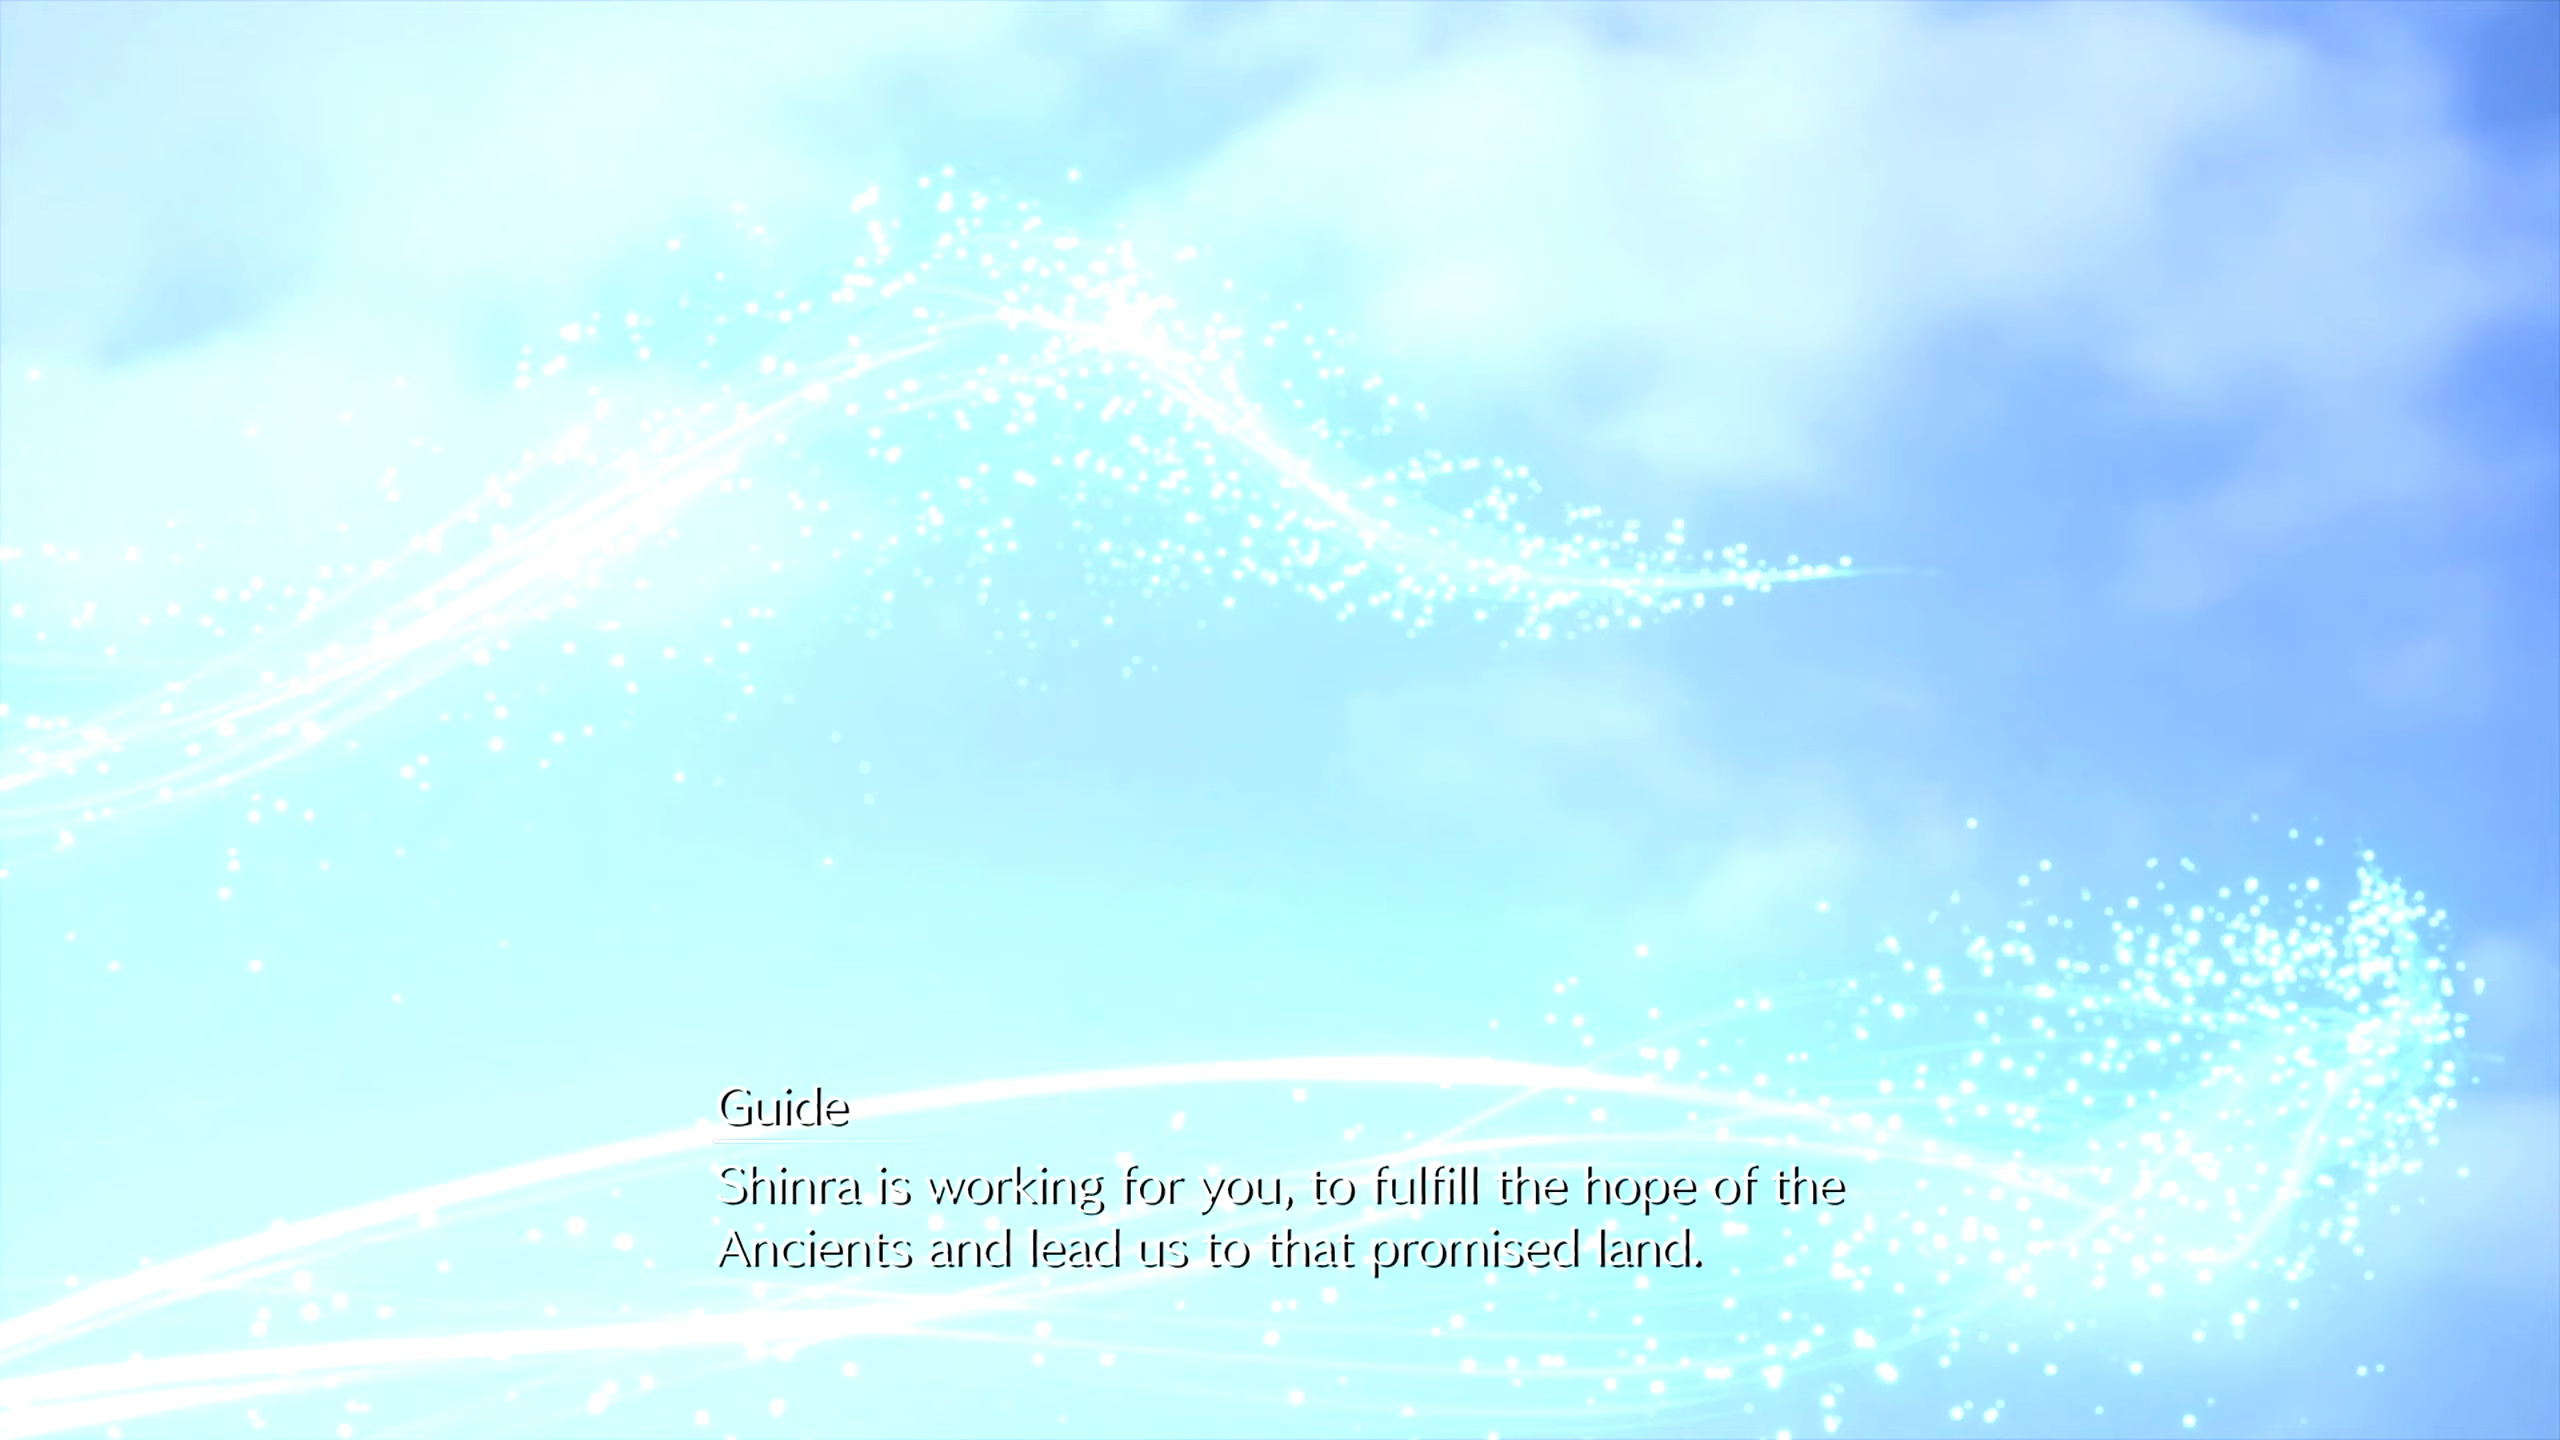 Guide
Shinra is working for you, to fulfill the hope of the
Ancients and lead us to that promised land.